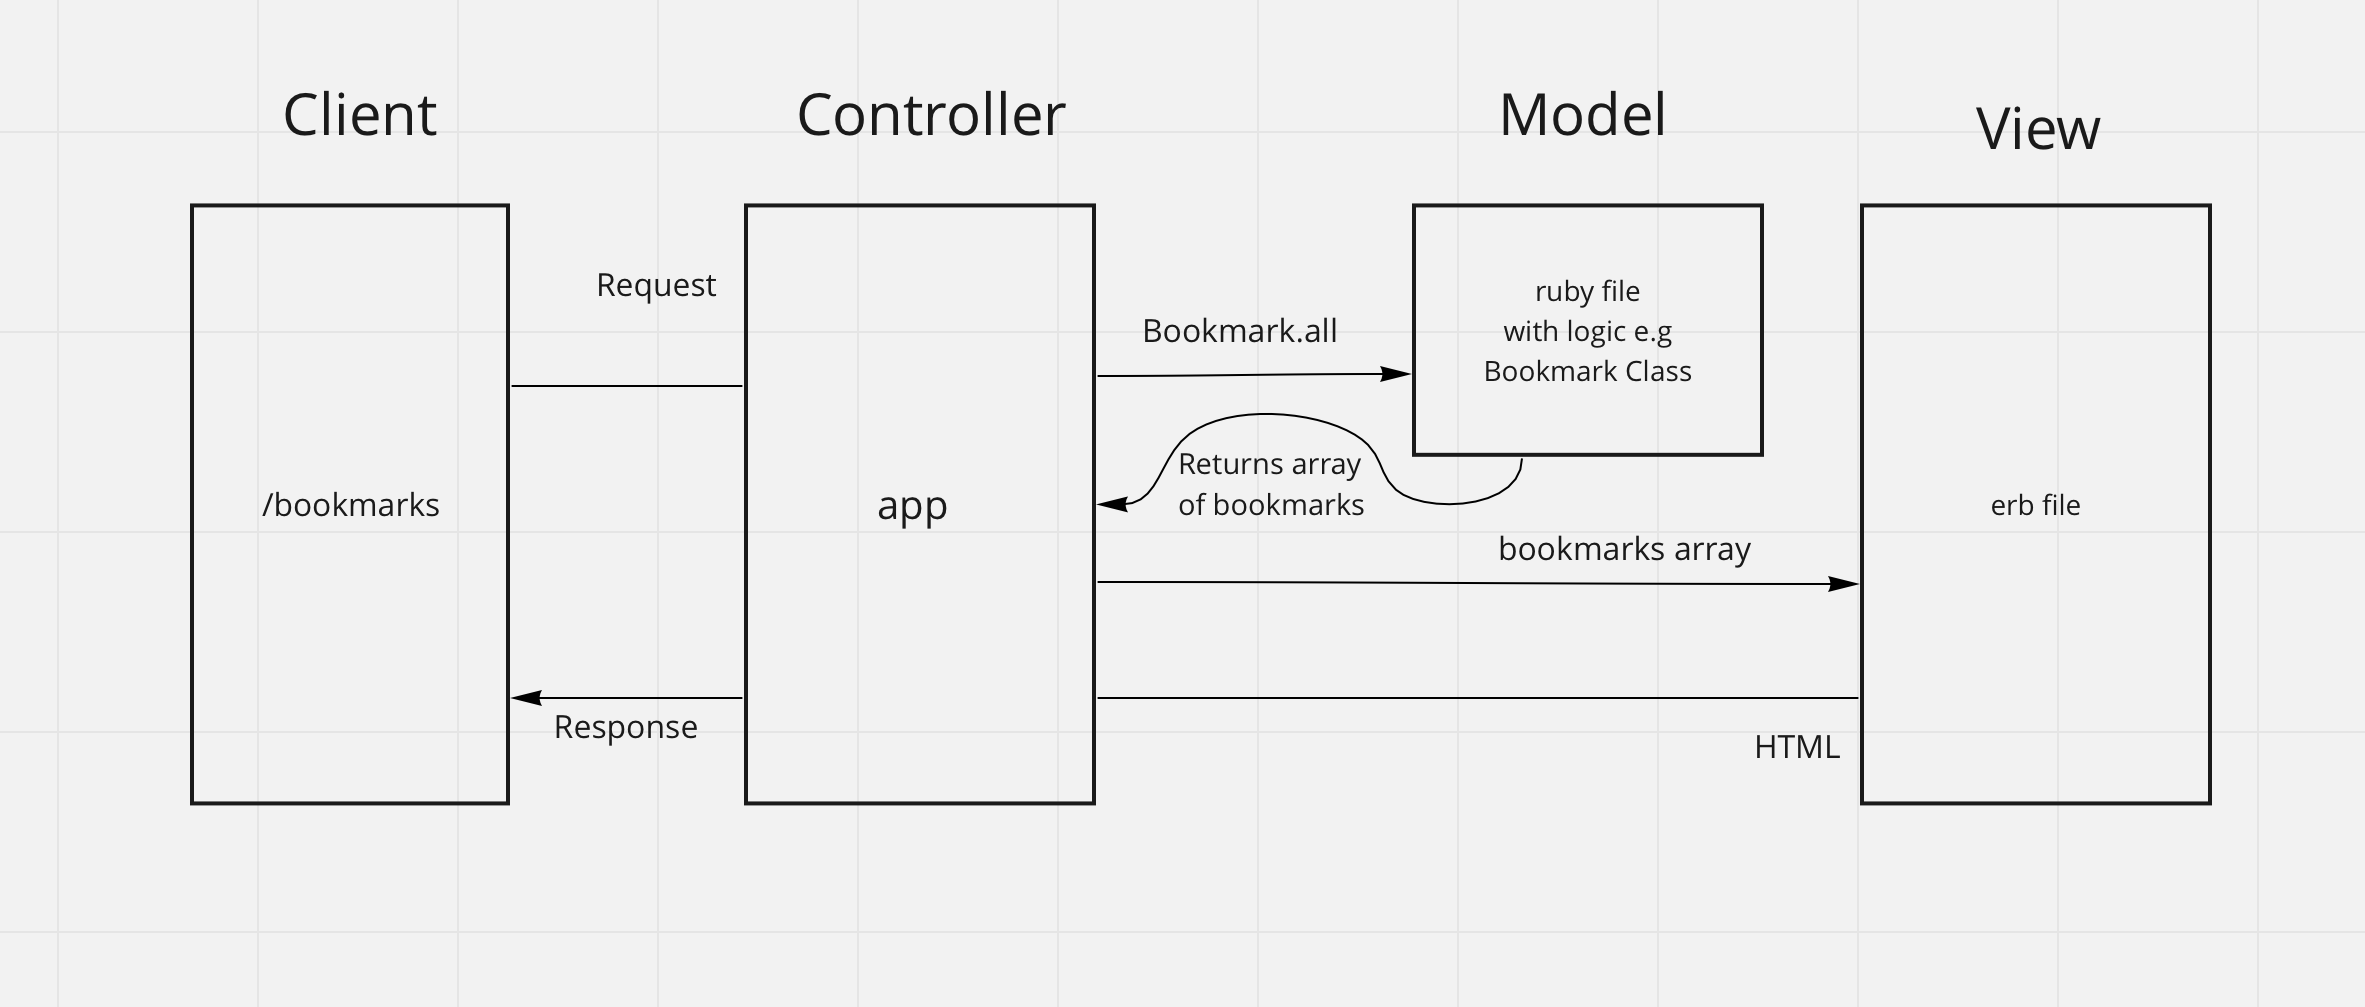 Client
Controller
Model
View
Request
Bookmark.all
ruby file
with logic e.g
Bookmark Class
/bookmarks
app
Returns array
of bookmarks
erb file
bookmarks array
Response
HTML